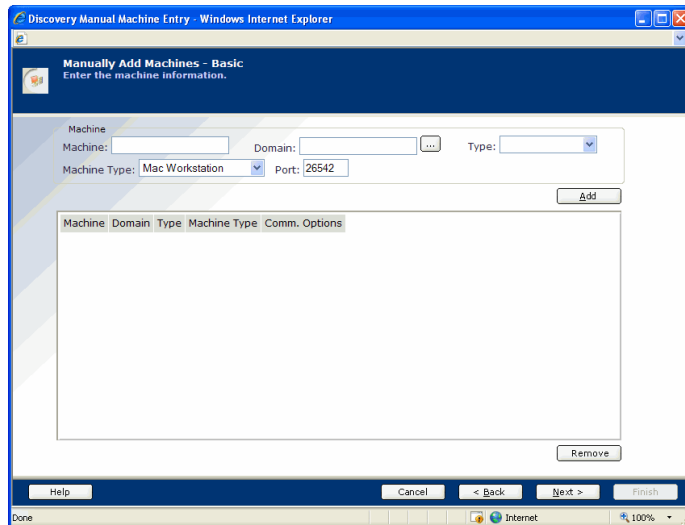 Discovery Manual Machine Entry - Windows Internet Explorer
Manually Add Machines - Basic
Enter the machine information.
Machine
Machine: Domain: ... Type:
Machine Type: Mac Workstation Port: 26542
Add
Machine Domain Type Machine Type Comm. Options
Remove
Help Cancel < Back Next > Finish
Done Internet 100%